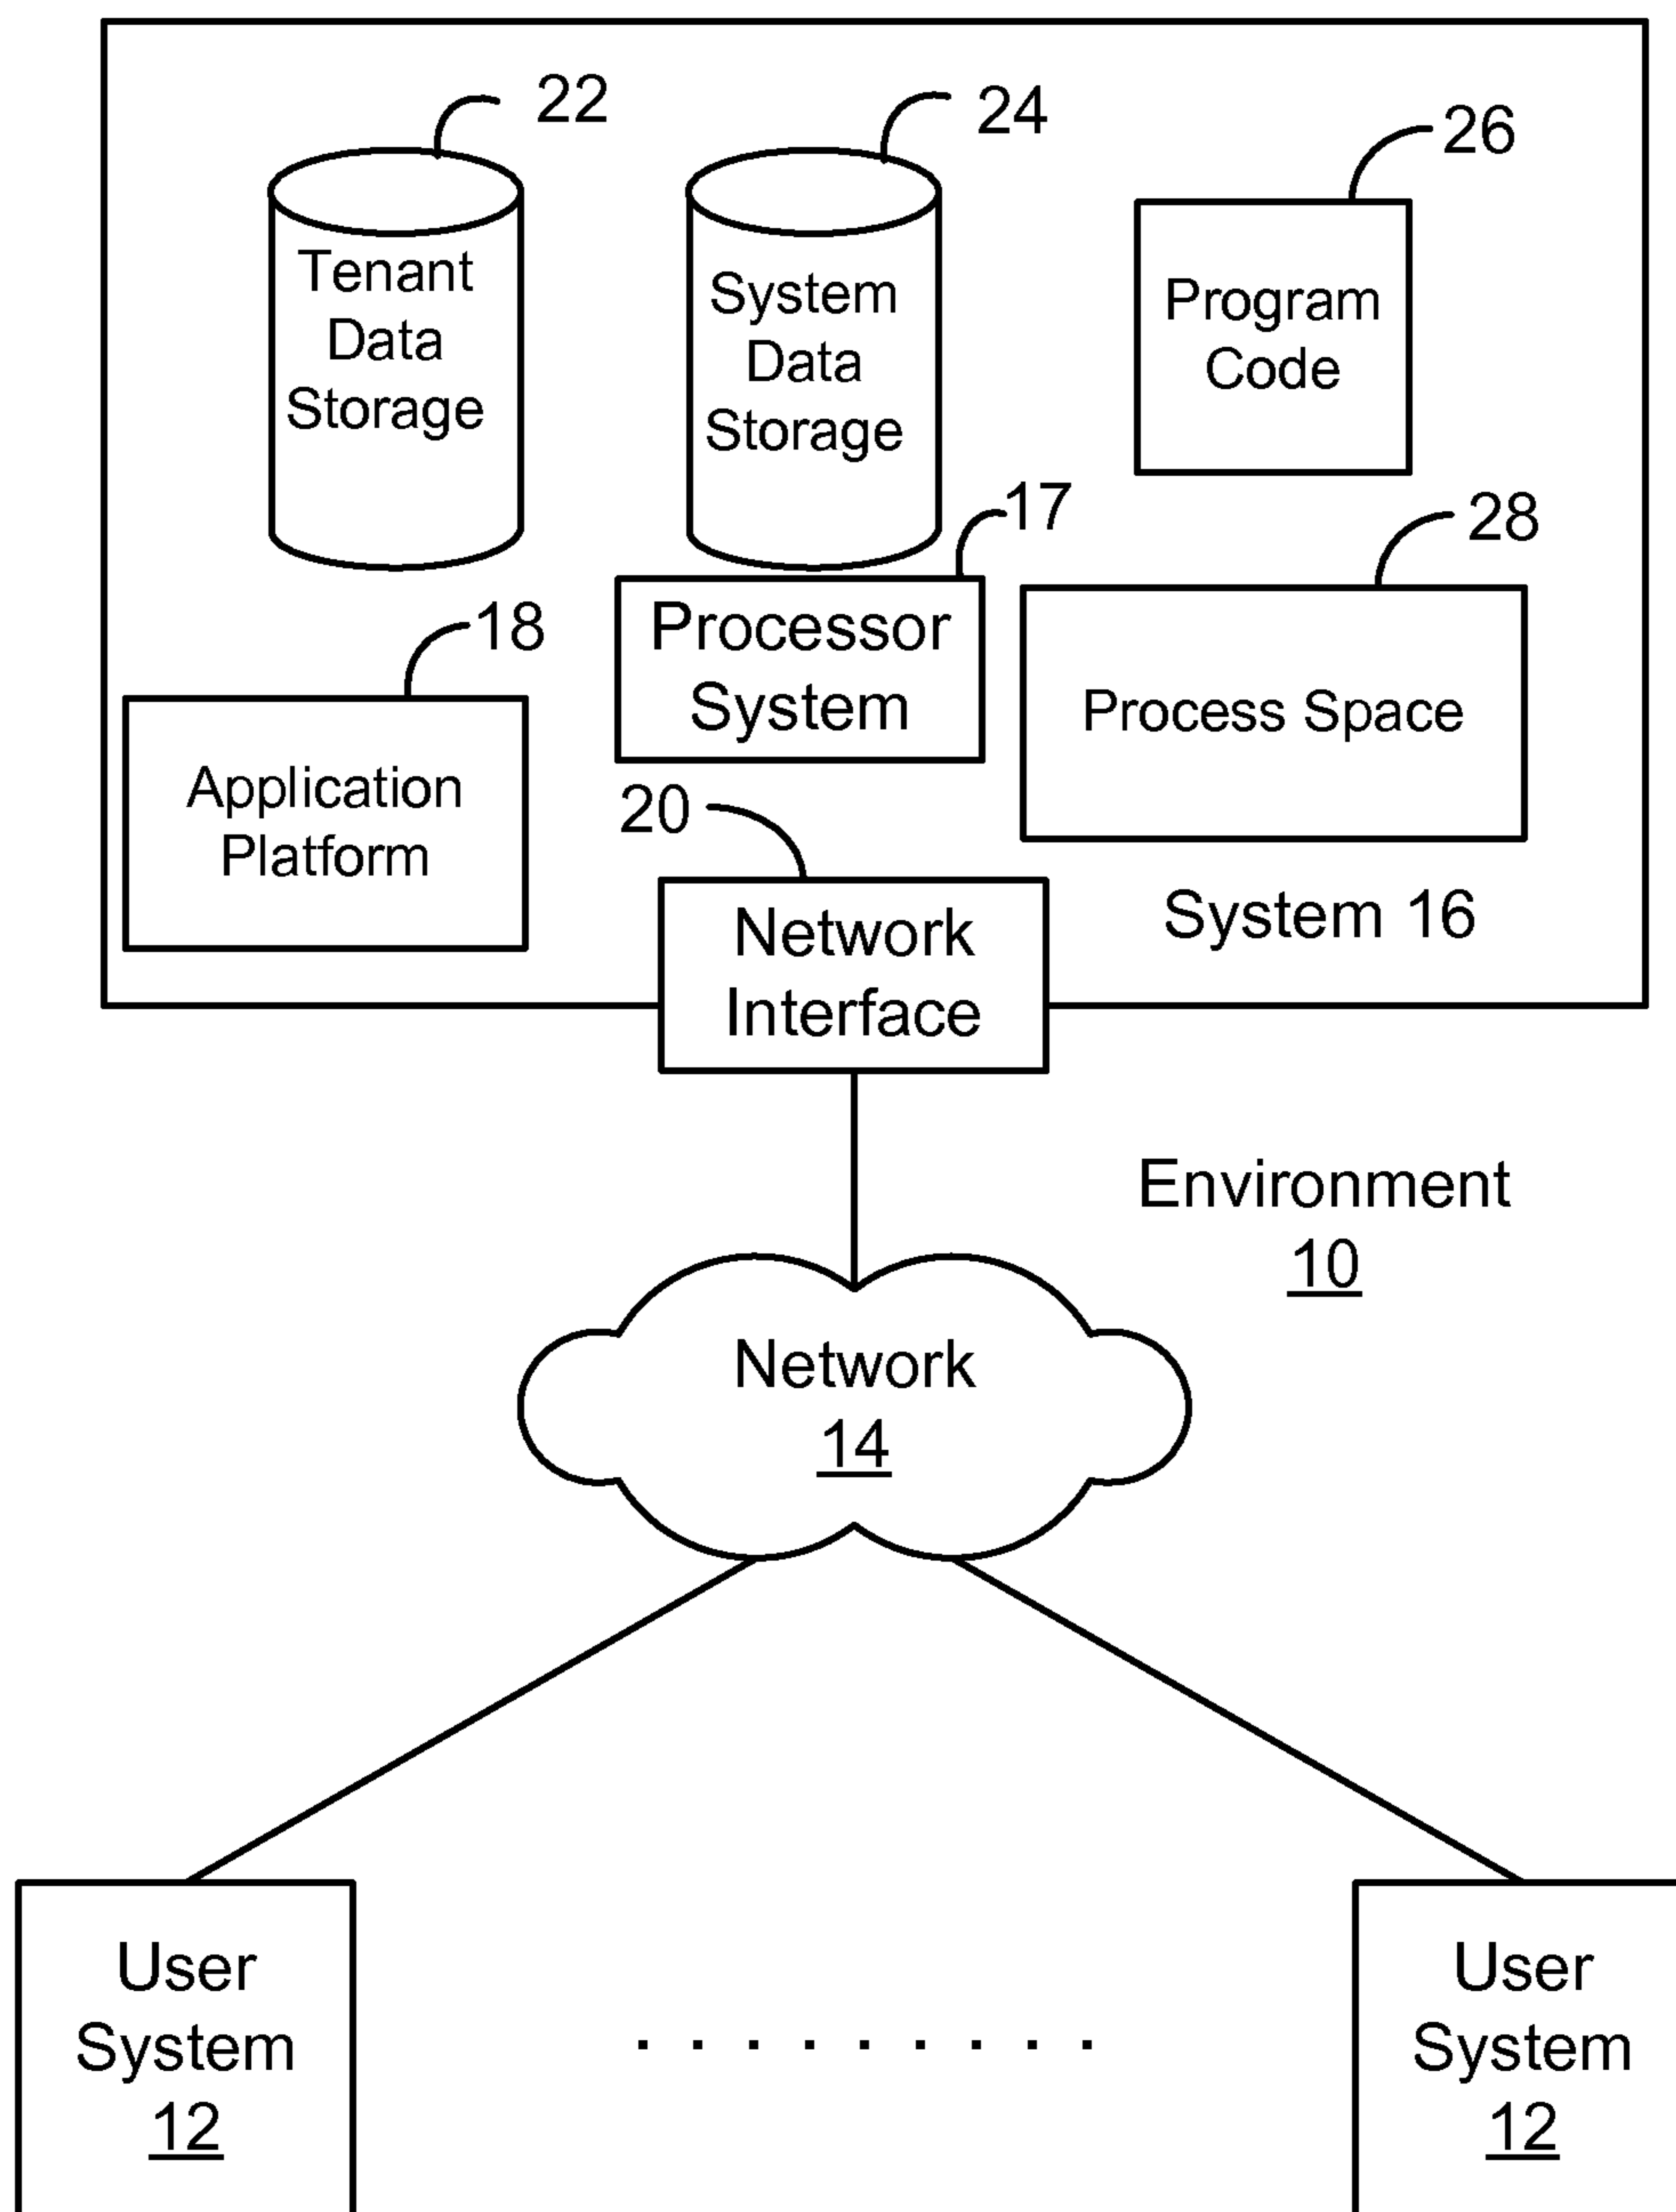 22
24
26
Tenant
Data
Storage
System
Data
Storage
Program
Code
17
28
18
Processor
System
Process Space
Application
Platform
20
Network
Interface
System 16
Environment
10
Network
14
User
System
12
. . . . . . . . .
User
System
12